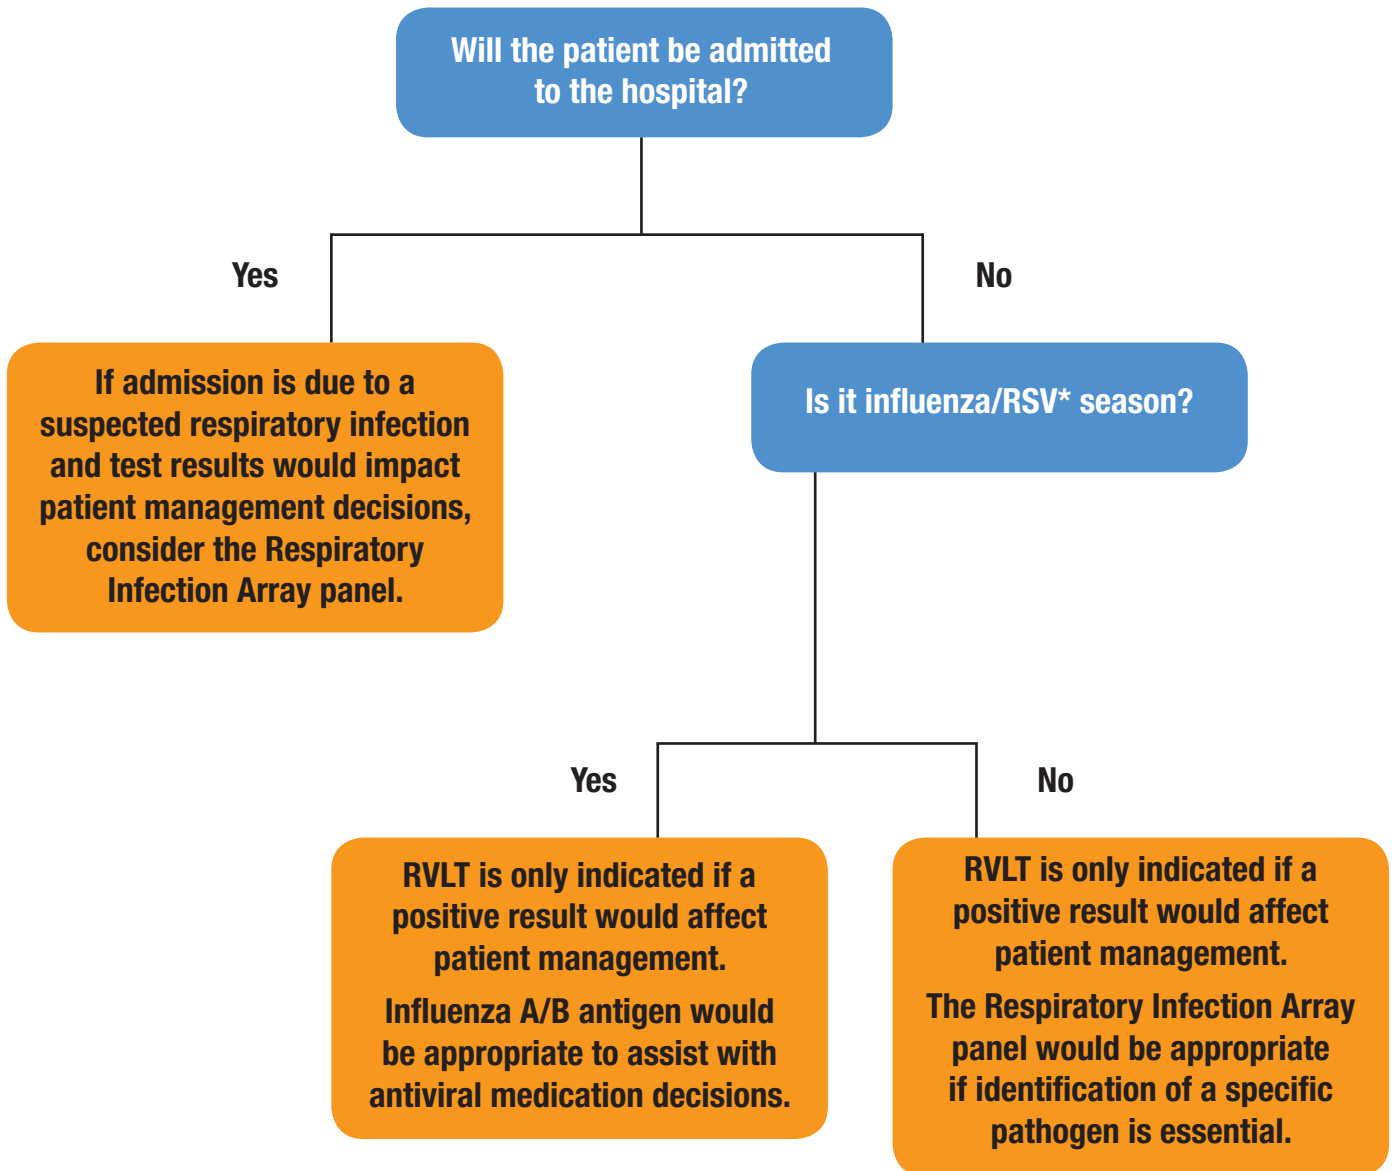 Will the patient be admitted
to the hospital?
Yes
No
If admission is due to a
suspected respiratory infection
and test results would impact
patient management decisions,
consider the Respiratory
Infection Array panel.
Is it influenza/RSV* season?
Yes
No
RVLT is only indicated if a
positive result would affect
patient management.
Influenza A/B antigen would
be appropriate to assist with
antiviral medication decisions.
RVLT is only indicated if a
positive result would affect
patient management.
The Respiratory Infection Array
panel would be appropriate
if identification of a specific
pathogen is essential.